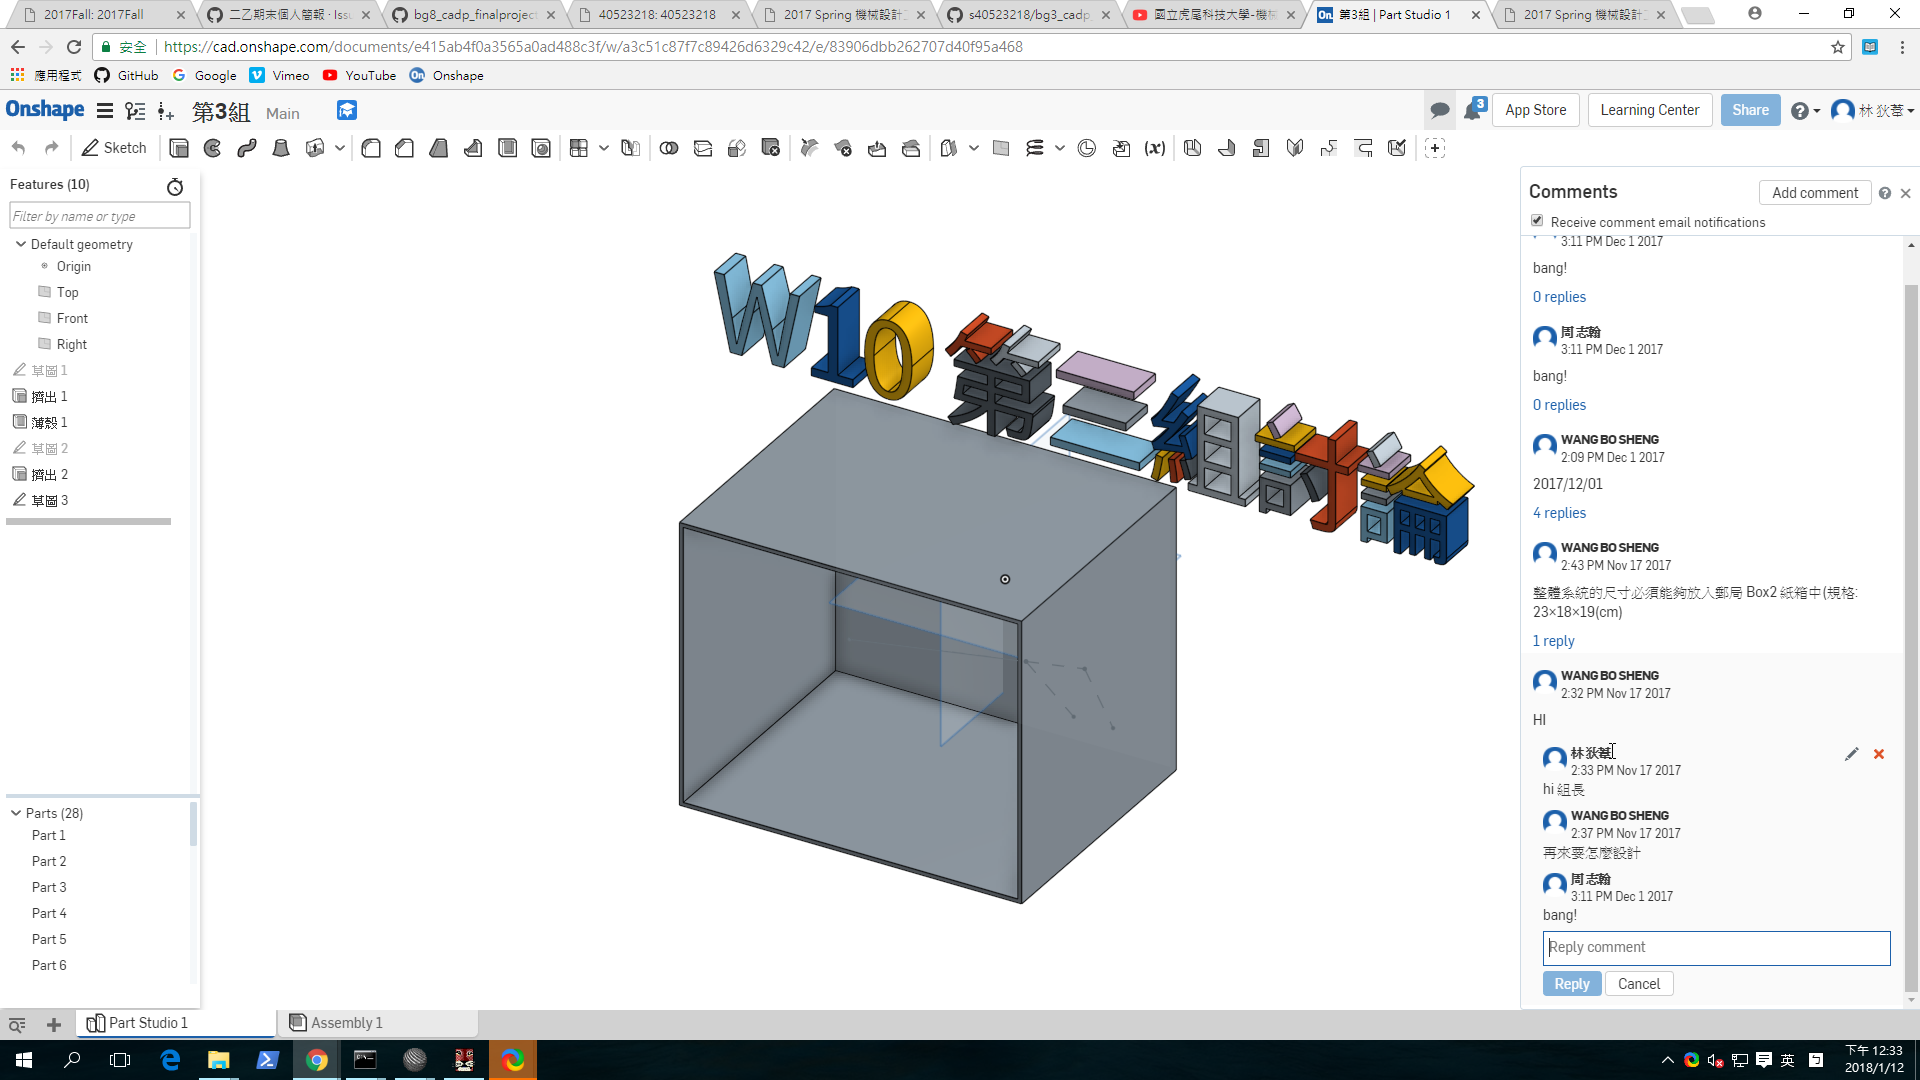 2017Fall: 2017Fall
二乙期末個人簡報 · Issu
bg8_cadp_finalproject
40523218: 40523218
2017 Spring 機械設計工
s40523218/bg3_cadp_
國立虎尾科技大學-機械
第3組 | Part Studio 1
2017 Spring 機械設計工
安全
https://cad.onshape.com/documents/e415ab4f0a3565a0ad488c3f/w/a3c51c87f7c89426d6329c42/e/83906dbb262707d40f95a468
應用程式
GitHub
Google
Vimeo
YouTube
Onshape
Onshape
第3組
Main
3
App Store
Learning Center
Share
林 狄葦
Sketch
(x)
Features (10)
Filter by name or type
Default geometry
Origin
Top
Front
Right
草圖 1
擠出 1
薄殼 1
草圖 2
擠出 2
草圖 3
Parts (28)
Part 1
Part 2
Part 3
Part 4
Part 5
Part 6
W10 第三組討論
Comments
Add comment
Receive comment email notifications
3:11 PM Dec 1 2017
bang!
0 replies
周 志翰
3:11 PM Dec 1 2017
bang!
0 replies
WANG BO SHENG
2:09 PM Dec 1 2017
2017/12/01
4 replies
WANG BO SHENG
2:43 PM Nov 17 2017
整體系統的尺寸必須能夠放入郵局 Box2 紙箱中(規格:
23×18×19(cm)
1 reply
WANG BO SHENG
2:32 PM Nov 17 2017
HI
林 狄葦
2:33 PM Nov 17 2017
hi 組長
WANG BO SHENG
2:37 PM Nov 17 2017
再來要怎麼設計
周 志翰
3:11 PM Dec 1 2017
bang!
Reply comment
Reply
Cancel
Part Studio 1
Assembly 1
英
下午 12:33
2018/1/12